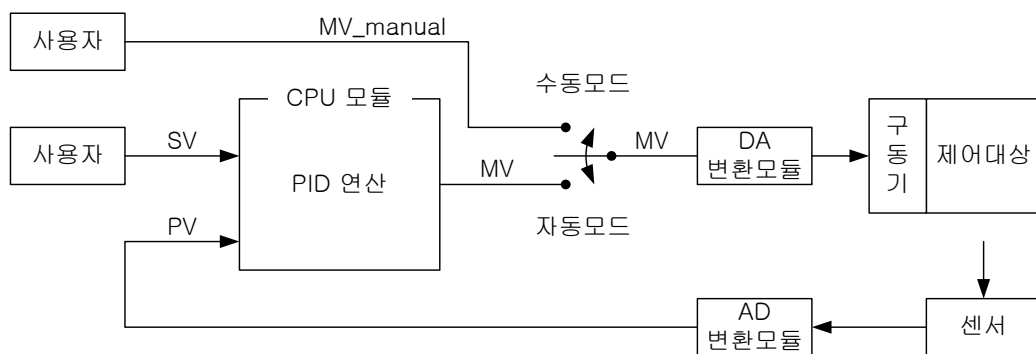 사용자
MV_manual
수동모드
CPU 모듈
사용자
SV
PID 연산
MV
MV
DA
변환모듈
구
동
기
제어대상
PV
자동모드
AD
변환모듈
센서